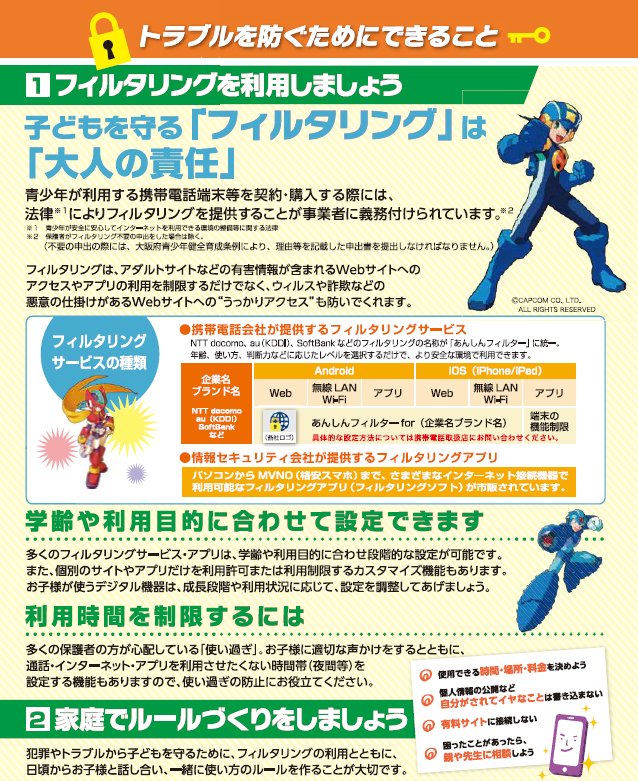 トラブルを防ぐためにできること
1 フィルタリングを利用しましょう
子どもを守る「フィルタリング」は
「大人の責任」
青少年が利用する携帯電話端末等を契約・購入する際には、
法律※1によりフィルタリングを提供することが事業者に義務付けられています。※2
※1 青少年が安全に安心してインターネットを利用できる環境の整備等に関する法律
※2 保護者がフィルタリング不要の申出をした場合は除く。
(不要の申出の際には、大阪府青少年健全育成条例により、理由等を記載した申出書を提出しなければなりません。)
フィルタリングは、アダルトサイトなどの有害情報が含まれるWebサイトへの
アクセスやアプリの利用を制限するだけでなく、ウィルスや詐欺などの
悪意の仕掛けがあるWebサイトへの“うっかりアクセス”も防いでくれます。
©CAPCOM CO., LTD.
ALL RIGHTS RESERVED
フィルタリング
サービスの種類
●携帯電話会社が提供するフィルタリングサービス
NTT docomo、au(KDDI)、SoftBankなどのフィルタリングの名称が「あんしんフィルター」に統一。
年齢、使い方、判断力などに応じたレベルを選択するだけで、より安全な環境で利用できます。
企業名
ブランド名
Android
iOS(iPhone/iPad)
Web
無線LAN
Wi-Fi
アプリ
Web
無線LAN
Wi-Fi
アプリ
NTT docomo
au(KDDI)
SoftBank
など
(各社ロゴ)
あんしんフィルター for(企業名ブランド名)
端末の
機能制限
具体的な設定方法については携帯電話取扱店にお問い合わせください。
●情報セキュリティ会社が提供するフィルタリングアプリ
パソコンからMVNO(格安スマホ)まで、さまざまなインターネット接続機器で
利用可能なフィルタリングアプリ(フィルタリングソフト)が市販されています。
学齢や利用目的に合わせて設定できます
多くのフィルタリングサービス・アプリは、学齢や利用目的に合わせ段階的な設定が可能です。
また、個別のサイトやアプリだけを利用許可または利用制限するカスタマイズ機能もあります。
お子様が使うデジタル機器は、成長段階や利用状況に応じて、設定を調整してあげましょう。
利用時間を制限するには
多くの保護者の方が心配している「使い過ぎ」。お子様に適切な声かけをするとともに、
通話・インターネット・アプリを利用させたくない時間帯(夜間等)を
設定する機能もありますので、使い過ぎの防止にお役立てください。
使用できる時間・場所・料金を決めよう
個人情報の公開など
自分がされてイヤなことは書き込まない
有料サイトに接続しない
困ったことがあったら、
親や先生に相談しよう
2 家庭でルールづくりをしましょう
犯罪やトラブルから子どもを守るために、フィルタリングの利用とともに、
日頃からお子様と話し合い、一緒に使い方のルールを作ることが大切です。